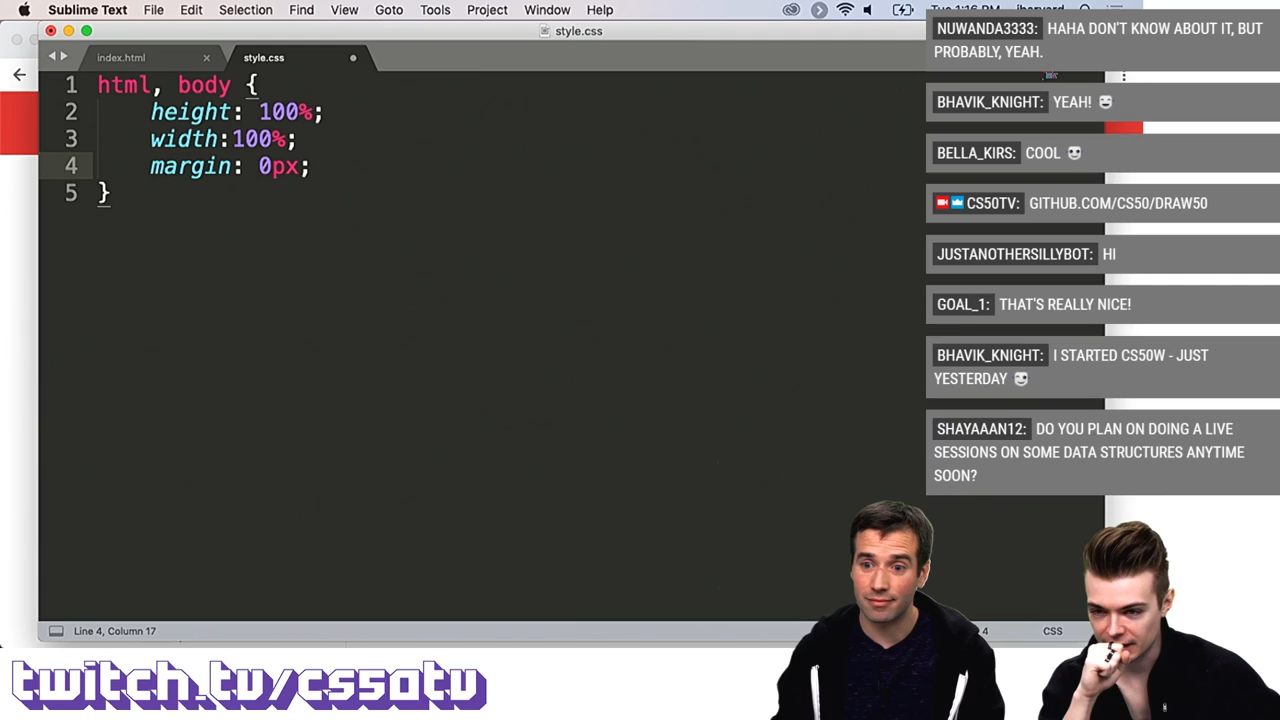 Sublime Text File Edit Selection Find View Goto Tools Project Window Help
style.css
index.html
style.css
1 html, body {
2 height: 100%;
3 width:100%;
4 margin: 0px;
5 }
Line 4, Column 17
4
CSS
NUWANDA3333: HAHA DON'T KNOW ABOUT IT, BUT
PROBABLY, YEAH.
BHAVIK_KNIGHT: YEAH!
BELLA_KIRS: COOL
CS50TV: GITHUB.COM/CS50/DRAW50
JUSTANOTHERSILLYBOT: HI
GOAL_1: THAT'S REALLY NICE!
BHAVIK_KNIGHT: I STARTED CS50W - JUST
YESTERDAY
SHAYAAAN12: DO YOU PLAN ON DOING A LIVE
SESSIONS ON SOME DATA STRUCTURES ANYTIME
SOON?
twitch.tv/cs50tv